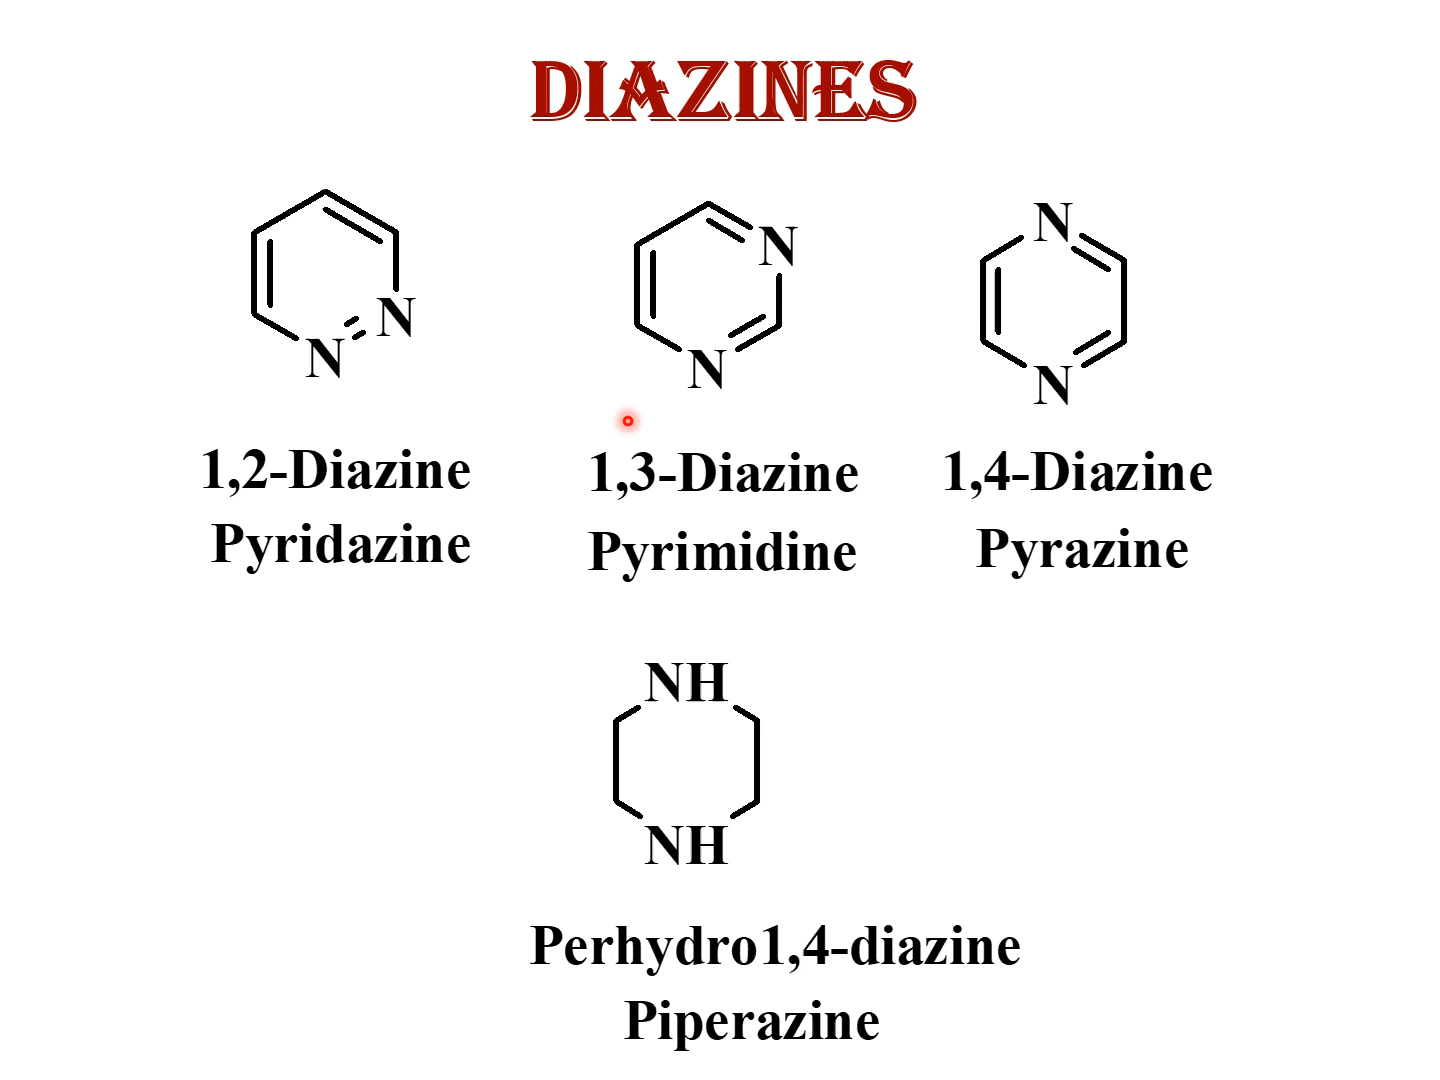 DIAZINES
N
N
N
N
N
N
1,2-Diazine
1,3-Diazine
1,4-Diazine
Pyridazine
Pyrimidine
Pyrazine
NH
NH
Perhydro1,4-diazine
Piperazine